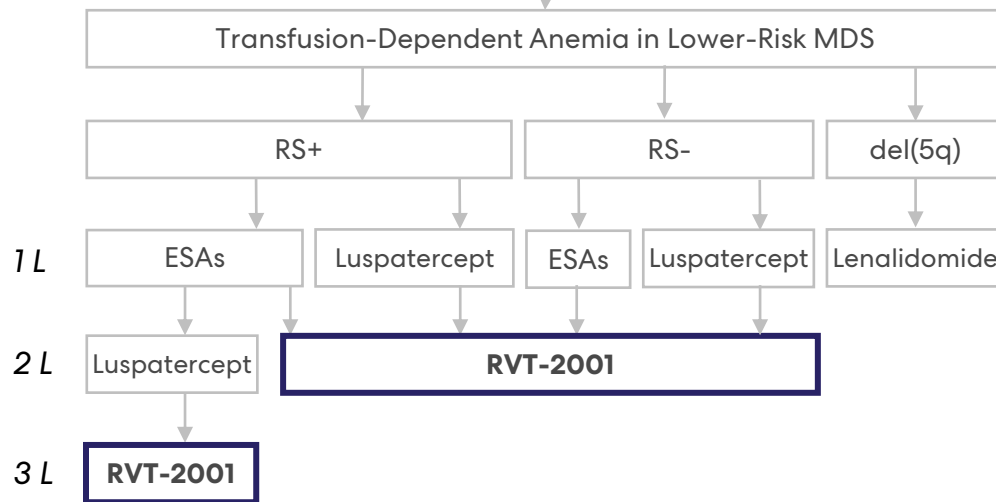 Transfusion-Dependent Anemia in Lower-Risk MDS
RS+
RS-
del(5q)
1 L
ESAs
Luspatercept
ESAs
Luspatercept
Lenalidomide
2 L
Luspatercept
RVT-2001
3 L
RVT-2001